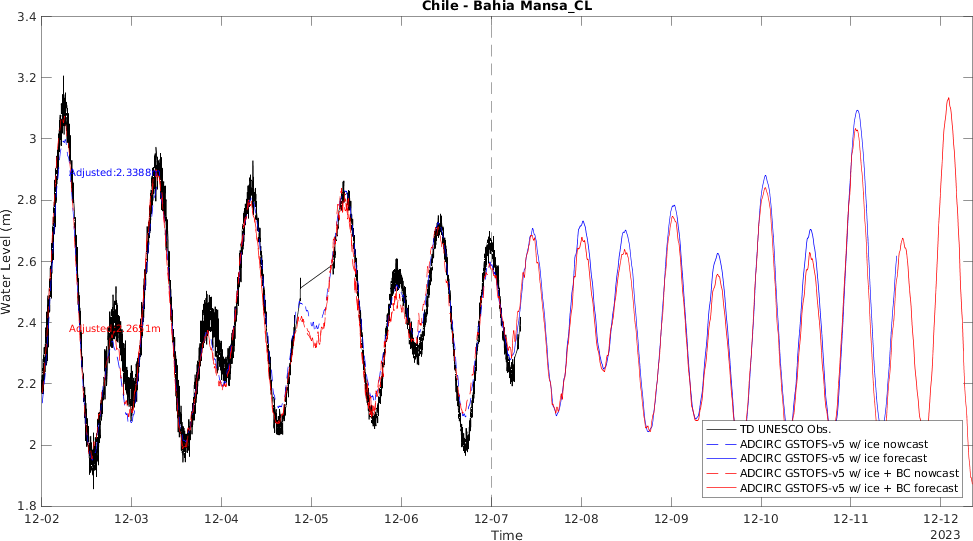 Chile - Bahia Mansa_CL
3.4
3.2
3
2.8
2.6
2.4
2.2
2
1.8
Water Level (m)
Adjusted:2.3388
TD UNESCO Obs.
ADCIRC GSTOFS-v5 w/ ice nowcast
ADCIRC GSTOFS-v5 w/ ice forecast
ADCIRC GSTOFS-v5 w/ ice + BC nowcast
ADCIRC GSTOFS-v5 w/ ice + BC forecast
12-02 12-03 12-04 12-05 12-06 12-07 12-08 12-09 12-10 12-11 12-12
Time
2023